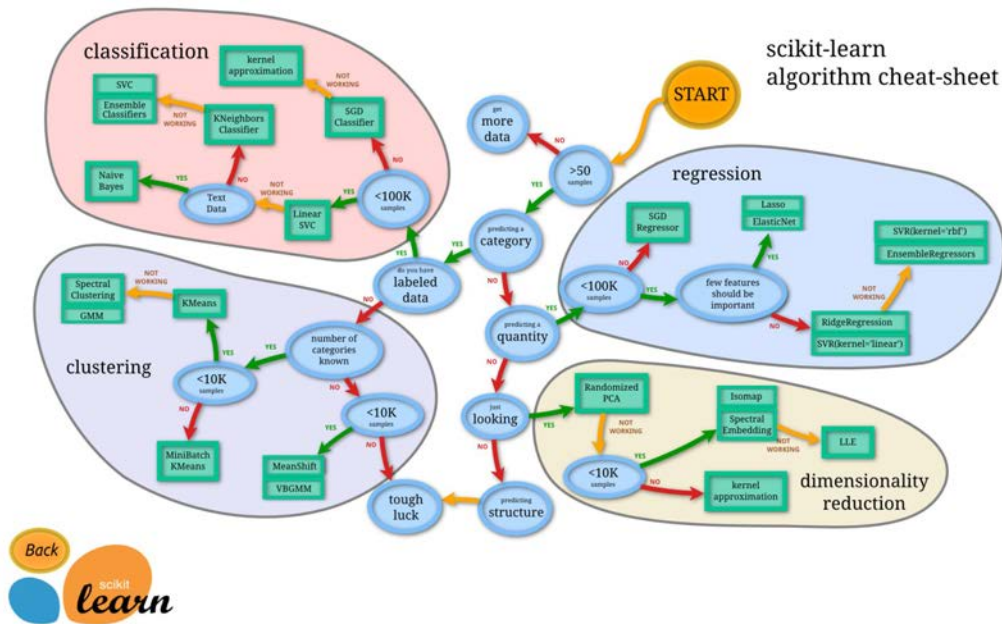 scikit-learn
algorithm cheat-sheet
START
get
more
data
NO
>50
samples
YES
predicting a
category
YES
NO
do you have
labeled
data
YES
NO
classification
kernel
approximation
NOT
WORKING
SVC
Ensemble
Classifiers
NOT
WORKING
KNeighbors
Classifier
SGD
Classifier
NO
Naive
Bayes
YES
Text
Data
NO
NOT
WORKING
Linear
SVC
YES
<100K
samples
predicting a
quantity
YES
NO
regression
SGD
Regressor
NO
<100K
samples
YES
Lasso
ElasticNet
YES
few features
should be
important
NO
SVR(kernel='rbf')
EnsembleRegressors
NOT
WORKING
RidgeRegression
SVR(kernel='linear')
clustering
Spectral
Clustering
GMM
NOT
WORKING
KMeans
YES
<10K
samples
NO
MiniBatch
KMeans
YES
number of
categories
known
NO
<10K
samples
YES
NO
MeanShift
VBGMM
tough
luck
just
looking
YES
NO
predicting
structure
Randomized
PCA
NOT
WORKING
<10K
samples
YES
NO
Isomap
Spectral
Embedding
NOT
WORKING
LLE
kernel
approximation
dimensionality
reduction
Back
scikit
learn